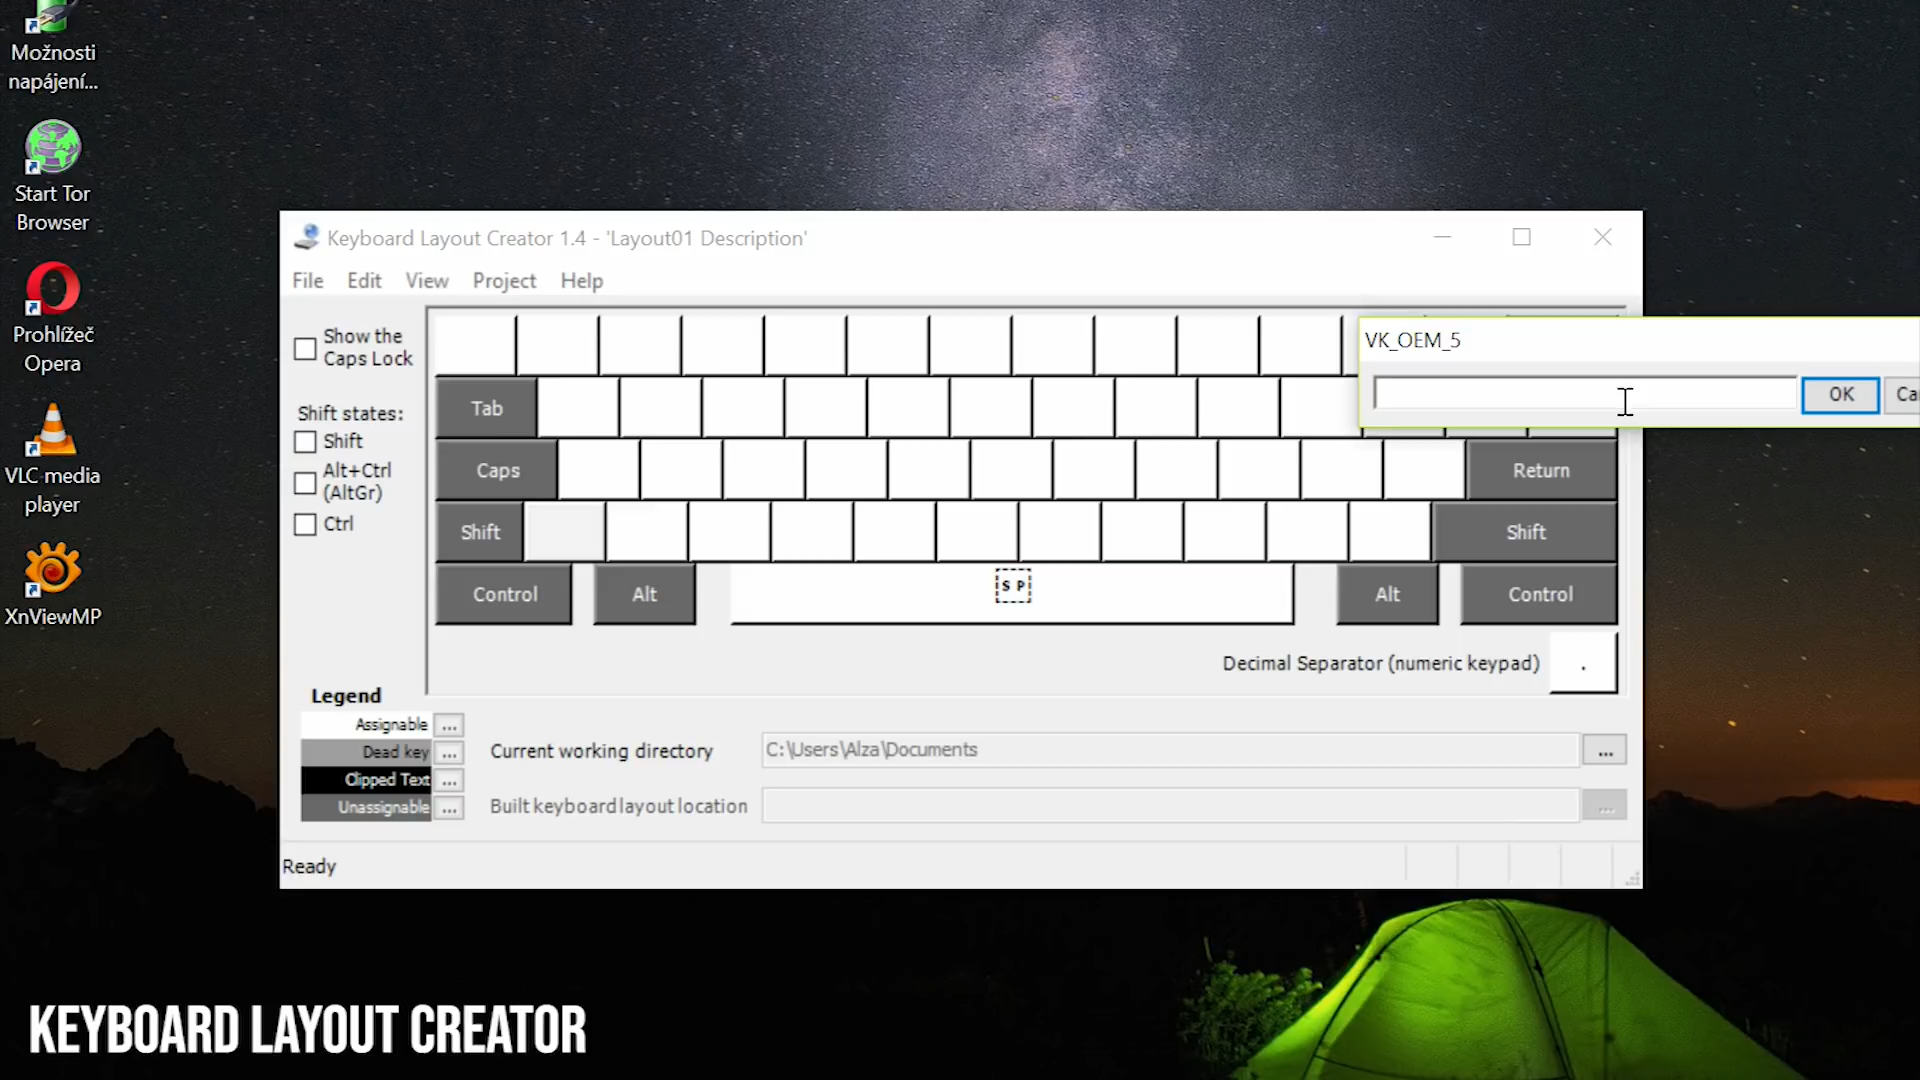 Možnosti
napájení...
Start Tor
Browser
Prohlížeč
Opera
VLC media
player
XnViewMP
Keyboard Layout Creator 1.4 - 'Layout01 Description'
File Edit View Project Help
Show the
Caps Lock
Shift states:
Shift
Alt+Ctrl
(AltGr)
Ctrl
VK_OEM_5
OK
Tab
Caps
Return
Shift
Shift
Control
Alt
SP
Alt
Control
Decimal Separator (numeric keypad)
.
Legend
Assignable ...
Dead key ...
Clipped Text ...
Unassignable ...
Current working directory
C:\Users\Alza\Documents
...
Built keyboard layout location
...
Ready
KEYBOARD LAYOUT CREATOR